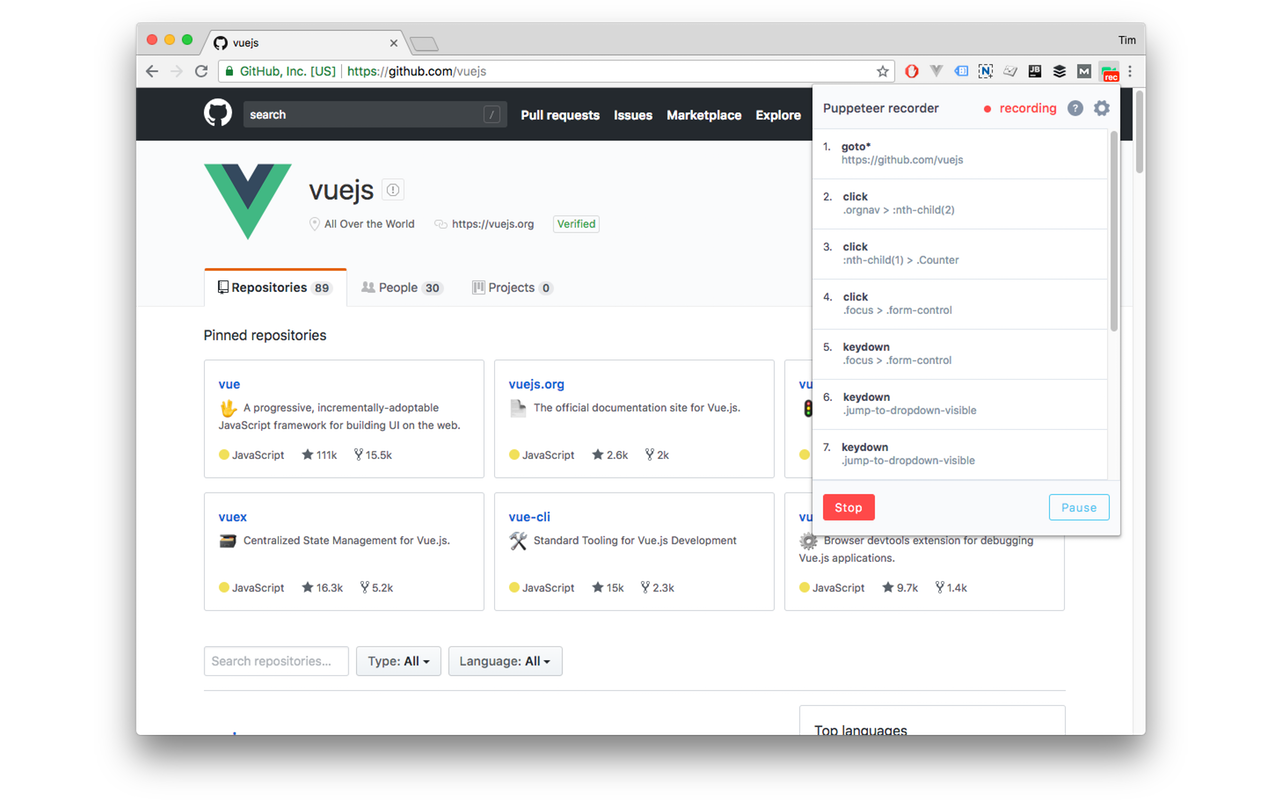 vuejs
Tim
GitHub, Inc. [US] | https://github.com/vuejs
JB
N
M
rec
search
/
Pull requests
Issues
Marketplace
Explore
vuejs
All Over the World
https://vuejs.org
Verified
Repositories 89
People 30
Projects 0
Pinned repositories
vue
A progressive, incrementally-adoptable
JavaScript framework for building UI on the web.
JavaScript 111k 15.5k
vuejs.org
The official documentation site for Vue.js.
JavaScript 2.6k 2k
vu
vuex
Centralized State Management for Vue.js.
JavaScript 16.3k 5.2k
vue-cli
Standard Tooling for Vue.js Development
JavaScript 15k 2.3k
vu
Browser devtools extension for debugging
Vue.js applications.
JavaScript 9.7k 1.4k
Search repositories...
Type: All
Language: All
Top languages
Puppeteer recorder
recording
?
1. goto*
https://github.com/vuejs
2. click
.orgnav > :nth-child(2)
3. click
:nth-child(1) > .Counter
4. click
.focus > .form-control
5. keydown
.focus > .form-control
6. keydown
.jump-to-dropdown-visible
7. keydown
.jump-to-dropdown-visible
Stop
Pause